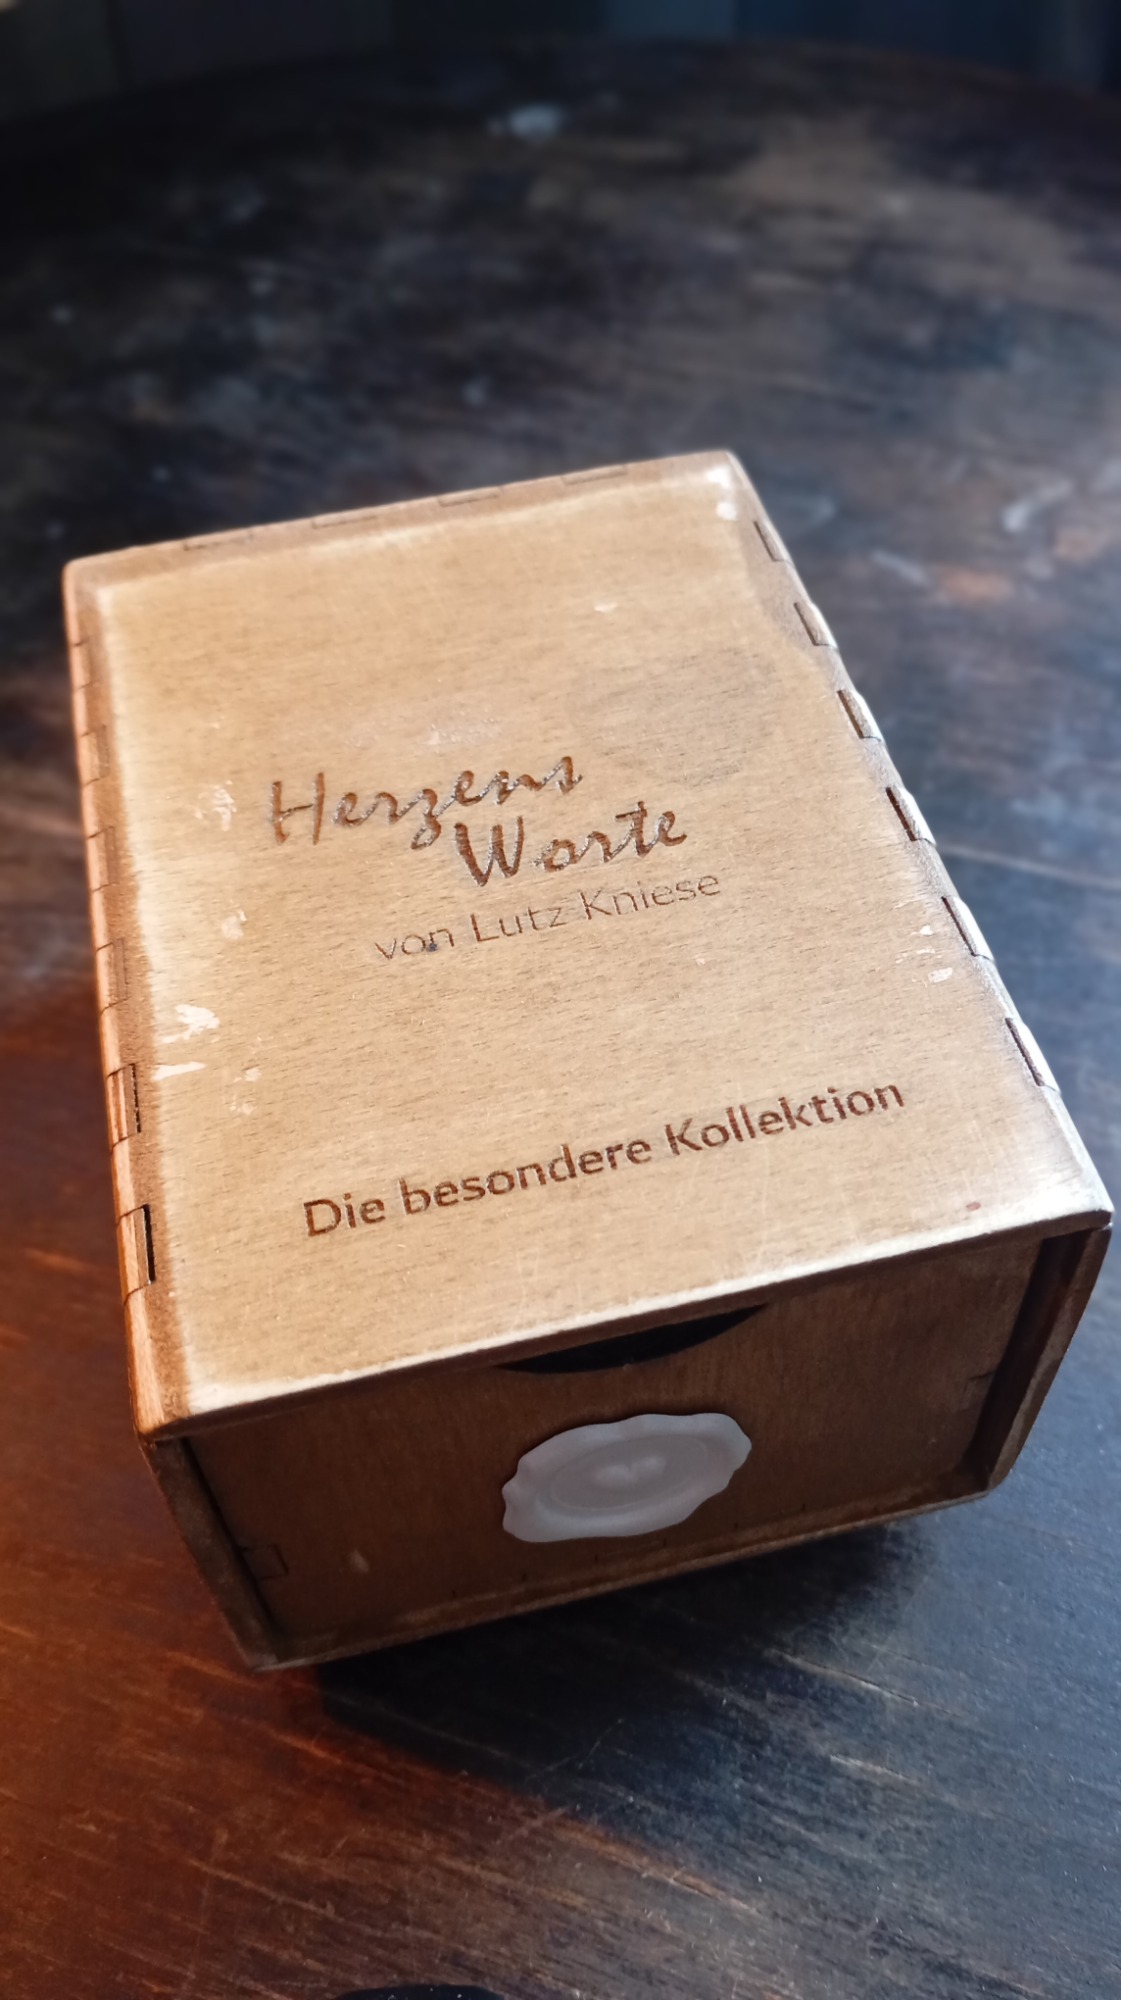 Herzens
Worte
von Lutz Kniese
Die besondere Kollektion